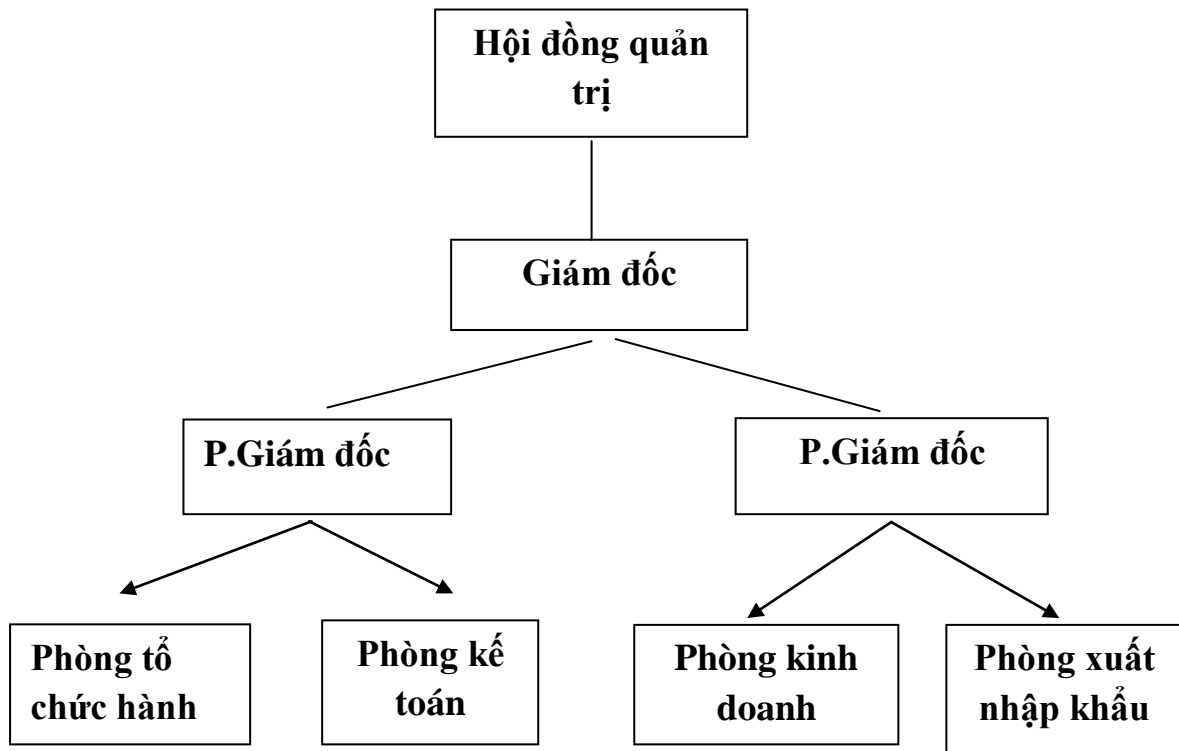 Hội đồng quản
trị
Giám đốc
P.Giám đốc
P.Giám đốc
Phòng tổ
chức hành
Phòng kế
toán
Phòng kinh
doanh
Phòng xuất
nhập khẩu